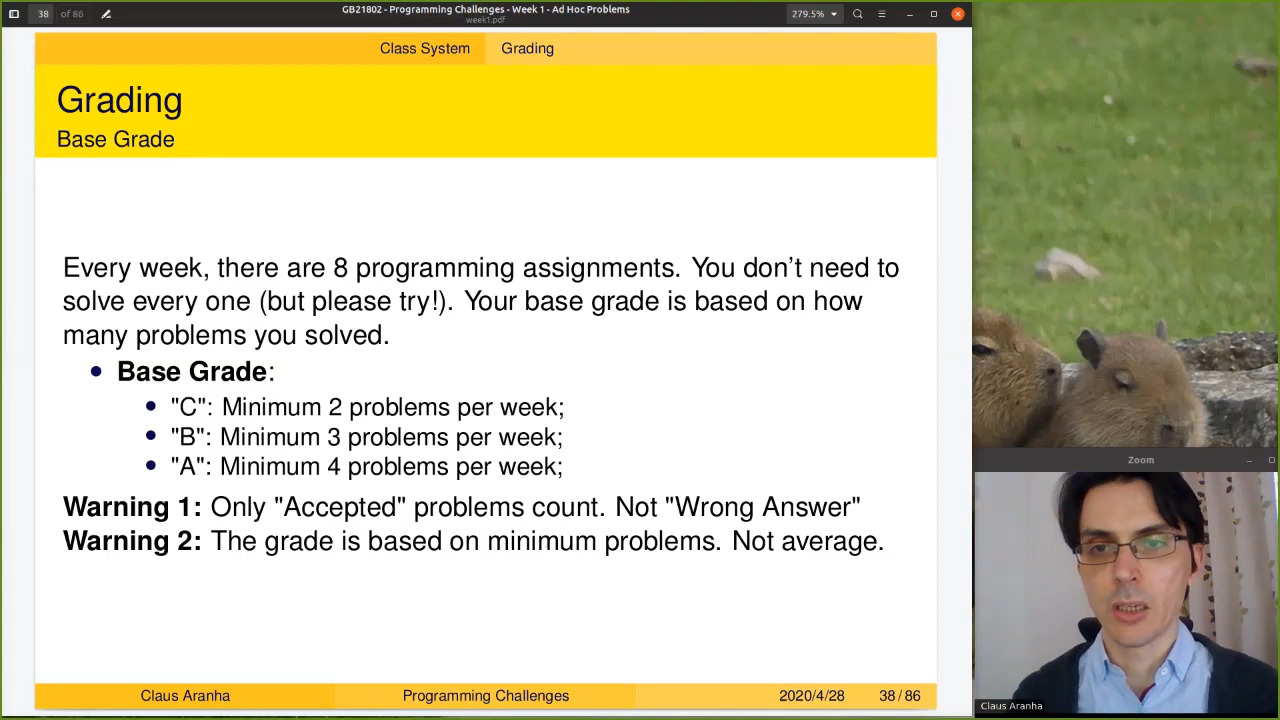 38 of 86
GB21802 - Programming Challenges - Week 1 - Ad Hoc Problems
week1.pdf
279.5%
Class System Grading
Grading
Base Grade
Every week, there are 8 programming assignments. You don't need to
solve every one (but please try!). Your base grade is based on how
many problems you solved.
• Base Grade:
• "C": Minimum 2 problems per week;
• "B": Minimum 3 problems per week;
• "A": Minimum 4 problems per week;
Warning 1: Only "Accepted" problems count. Not "Wrong Answer"
Warning 2: The grade is based on minimum problems. Not average.
Claus Aranha Programming Challenges 2020/4/28 38 / 86
Zoom
Claus Aranha